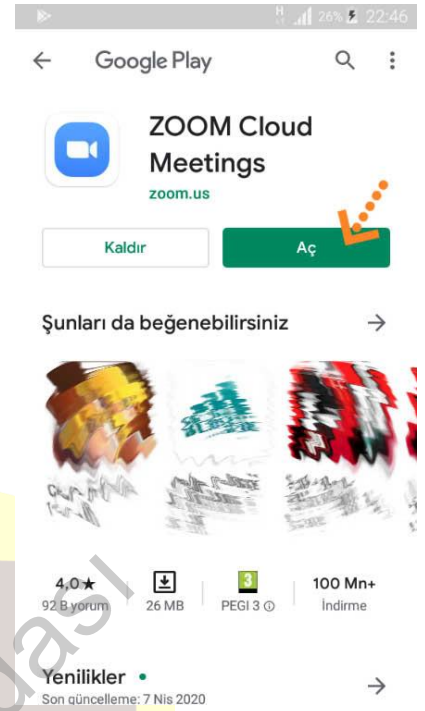 H 26% 22:46
Google Play
ZOOM Cloud
Meetings
zoom.us
Kaldır
Aç
Şunları da beğenebilirsiniz
4,0★
92 B yorum
26 MB
3
PEGI 3
100 Mn+
İndirme
Yenilikler
Son güncelleme: 7 Nis 2020